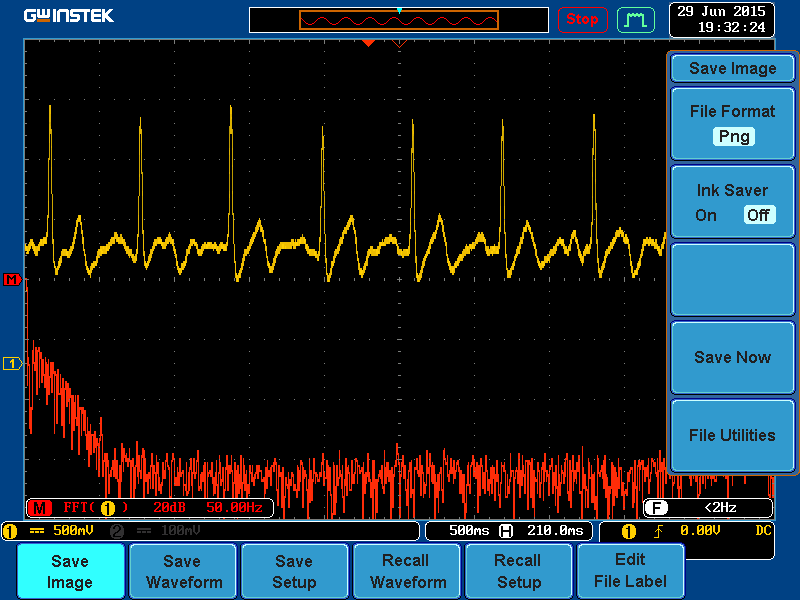 GWINSTEK
Stop
29 Jun 2015
19:32:24
Save Image
File Format
Png
Ink Saver
On Off
Save Now
File Utilities
M
1
M FFT( 1 ) 20dB 50.00Hz
F <2Hz
1 500mV 2 100mV
500ms H 210.0ms
1 0.00V DC
Save
Image
Save
Waveform
Save
Setup
Recall
Waveform
Recall
Setup
Edit
File Label